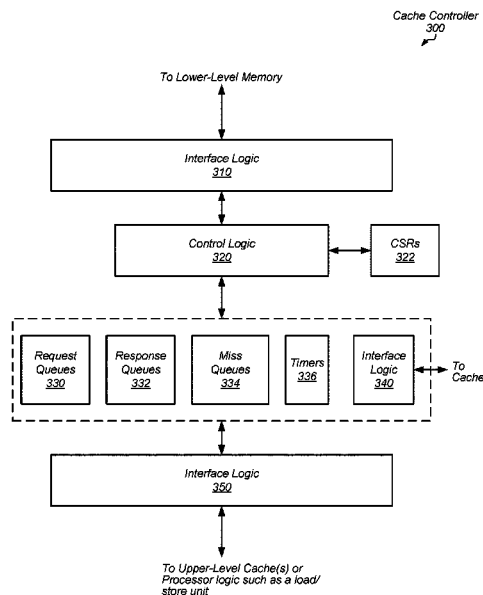 Cache Controller
300
To Lower-Level Memory
Interface Logic
310
Control Logic
320
CSRs
322
Request
Queues
330
Response
Queues
332
Miss
Queues
334
Timers
336
Interface
Logic
340
To
Cache
Interface Logic
350
To Upper-Level Cache(s) or
Processor logic such as a load/
store unit